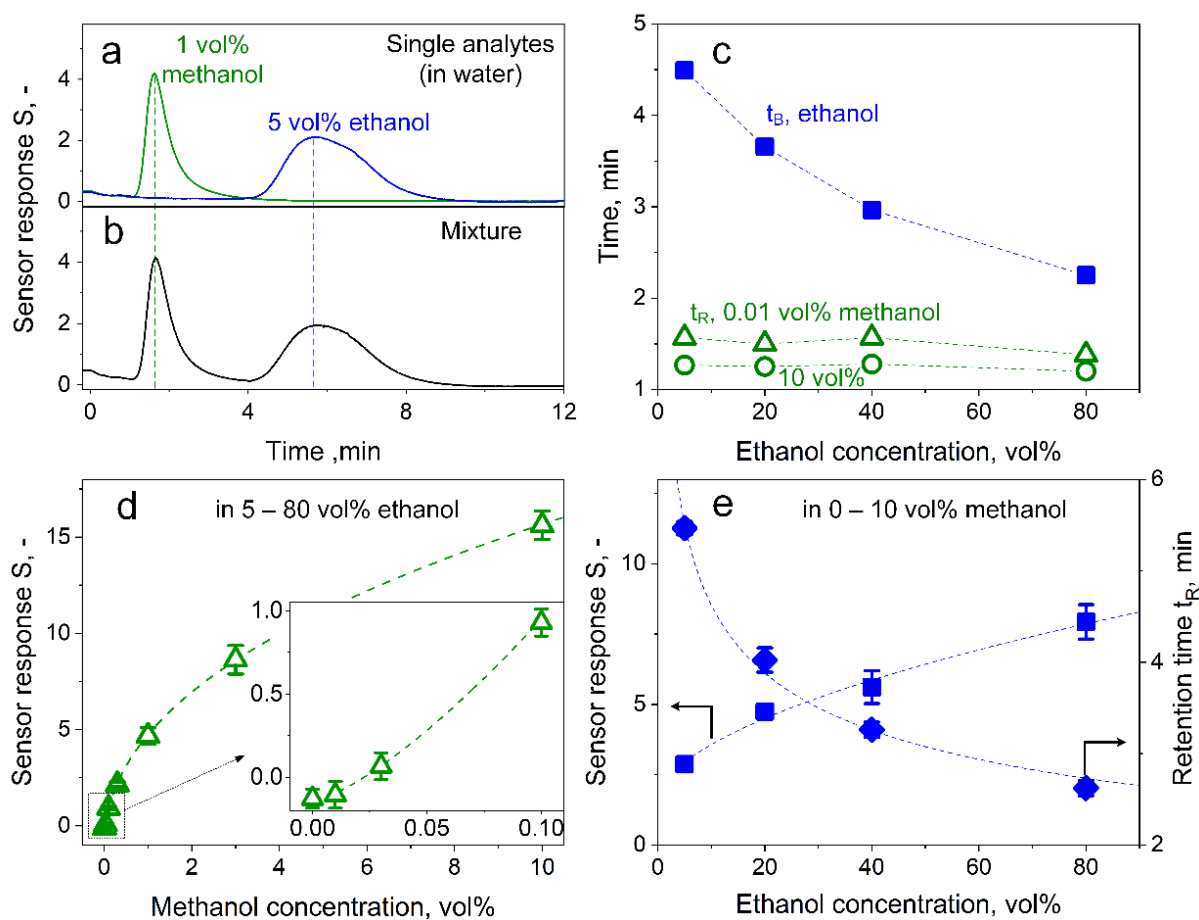 a
1 vol%
methanol
Single analytes
(in water)
5 vol% ethanol
4
2
0
b
Mixture
4
2
0
Sensor response S, -
0
4
8
12
Time ,min
c
t_B, ethanol
t_R, 0.01 vol% methanol
10 vol%
5
4
3
2
1
Time, min
0
20
40
60
80
Ethanol concentration, vol%
d
in 5 – 80 vol% ethanol
15
10
5
0
Sensor response S, -
1.0
0.5
0.0
0.00
0.05
0.10
0
2
4
6
8
10
Methanol concentration, vol%
e
in 0 – 10 vol% methanol
10
5
0
Sensor response S, -
6
4
2
Retention time t_R, min
0
20
40
60
80
Ethanol concentration, vol%